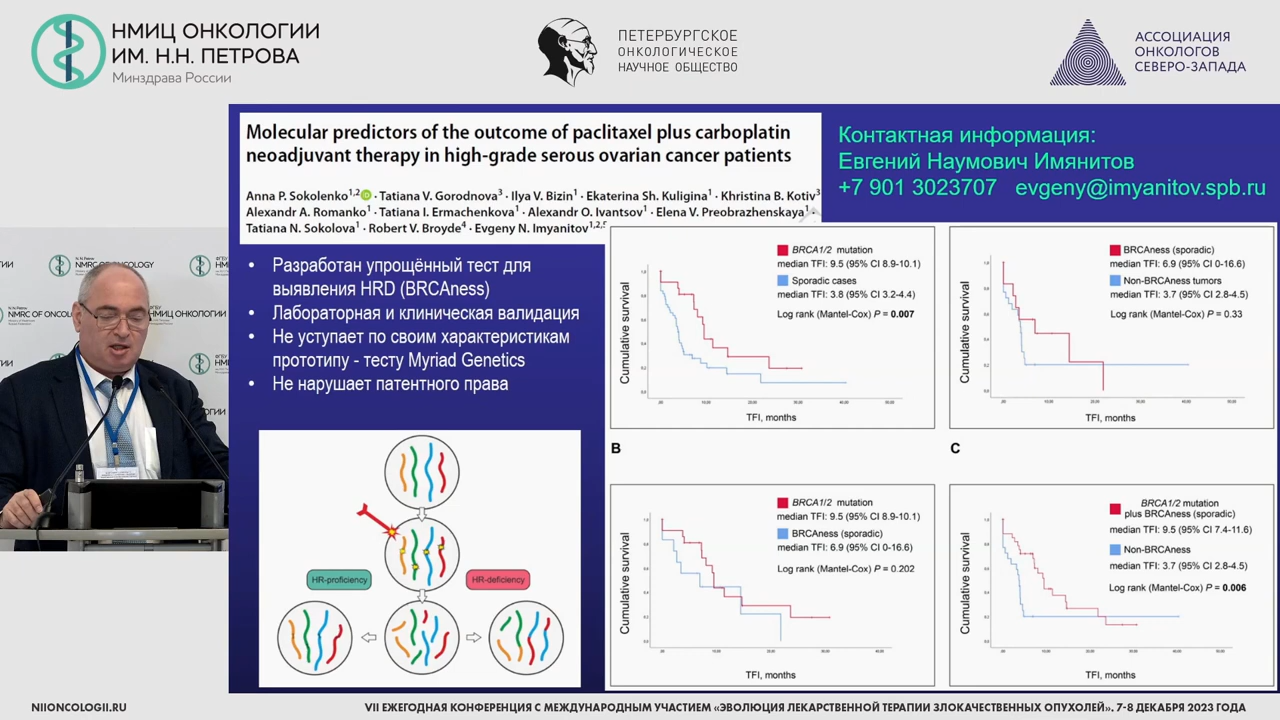 НМИЦ ОНКОЛОГИИ
ИМ. Н.Н. ПЕТРОВА
Минздрава России
ПЕТЕРБУРГСКОЕ
ОНКОЛОГИЧЕСКОЕ
НАУЧНОЕ ОБЩЕСТВО
АССОЦИАЦИЯ
ОНКОЛОГОВ
СЕВЕРО-ЗАПАДА
Molecular predictors of the outcome of paclitaxel plus carboplatin
neoadjuvant therapy in high-grade serous ovarian cancer patients
Anna P. Sokolenko1,2 · Tatiana V. Gorodnova3 · Ilya V. Bizin1 · Ekaterina Sh. Kuligina1 · Khristina B. Kotiv3
Alexandr A. Romanko1 · Tatiana I. Ermachenkova1 · Alexandr O. Ivantsov1 · Elena V. Preobrazhenskaya1 ·
Tatiana N. Sokolova1 · Robert V. Broyde4 · Evgeny N. Imyanitov1,2,5
Контактная информация:
Евгений Наумович Имянитов
+7 901 3023707 evgeny@imyanitov.spb.ru
• Разработан упрощённый тест для
выявления HRD (BRCAness)
• Лабораторная и клиническая валидация
• Не уступает по своим характеристикам
прототипу - тесту Myriad Genetics
• Не нарушает патентного права
HR-proficiency
HR-deficiency
BRCA1/2 mutation
median TFI: 9.5 (95% CI 8.9-10.1)
Sporadic cases
median TFI: 3.8 (95% CI 3.2-4.4)
Log rank (Mantel-Cox) P = 0.007
Cumulative survival
TFI, months
BRCAness (sporadic)
median TFI: 6.9 (95% CI 0-16.6)
Non-BRCAness tumors
median TFI: 3.7 (95% CI 2.8-4.5)
Log rank (Mantel-Cox) P = 0.33
Cumulative survival
TFI, months
B
C
BRCA1/2 mutation
median TFI: 9.5 (95% CI 8.9-10.1)
BRCAness (sporadic)
median TFI: 6.9 (95% CI 0-16.6)
Log rank (Mantel-Cox) P = 0.202
Cumulative survival
TFI, months
BRCA1/2 mutation
plus BRCAness (sporadic)
median TFI: 9.5 (95% CI 7.4-11.6)
Non-BRCAness
median TFI: 3.7 (95% CI 2.8-4.5)
Log rank (Mantel-Cox) P = 0.006
Cumulative survival
TFI, months
NMRC OF ONCOLOGY
NIIONCOLOGII.RU
VII ЕЖЕГОДНАЯ КОНФЕРЕНЦИЯ С МЕЖДУНАРОДНЫМ УЧАСТИЕМ «ЭВОЛЮЦИЯ ЛЕКАРСТВЕННОЙ ТЕРАПИИ ЗЛОКАЧЕСТВЕННЫХ ОПУХОЛЕЙ». 7-8 ДЕКАБРЯ 2023 ГОДА